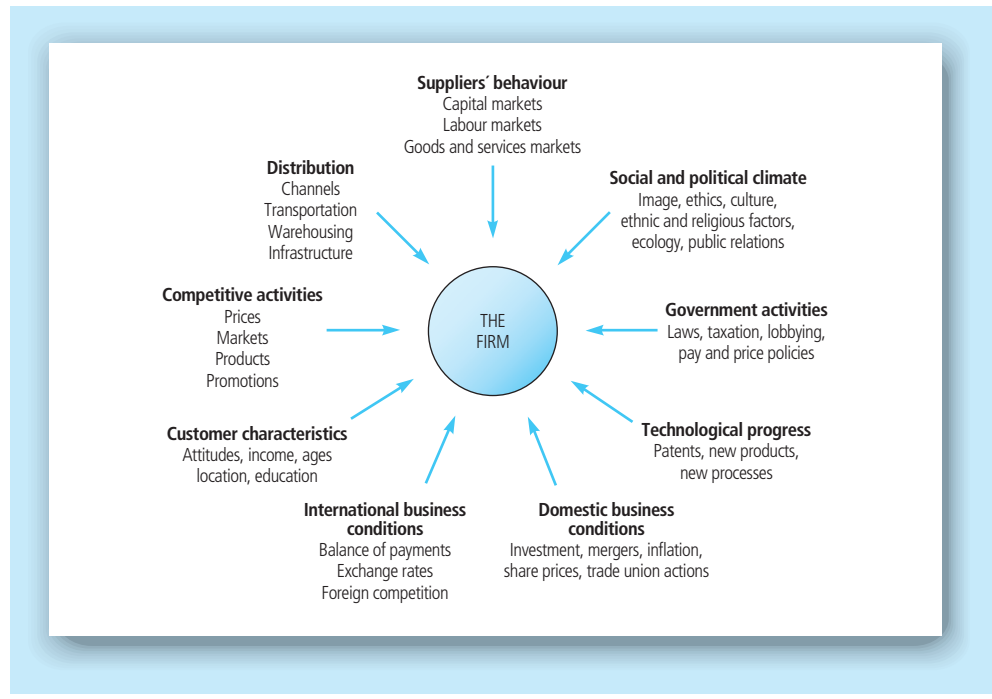 Suppliers´ behaviour
Capital markets
Labour markets
Goods and services markets
Distribution
Channels
Transportation
Warehousing
Infrastructure
Social and political climate
Image, ethics, culture,
ethnic and religious factors,
ecology, public relations
Competitive activities
Prices
Markets
Products
Promotions
THE
FIRM
Government activities
Laws, taxation, lobbying,
pay and price policies
Customer characteristics
Attitudes, income, ages
location, education
Technological progress
Patents, new products,
new processes
International business
conditions
Balance of payments
Exchange rates
Foreign competition
Domestic business
conditions
Investment, mergers, inflation,
share prices, trade union actions